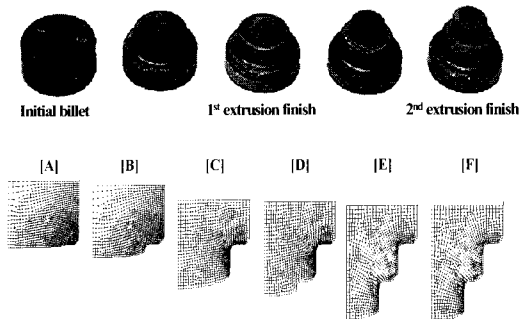 Initial billet 1st extrusion finish 2nd extrusion finish
[A] [B] [C] [D] [E] [F]